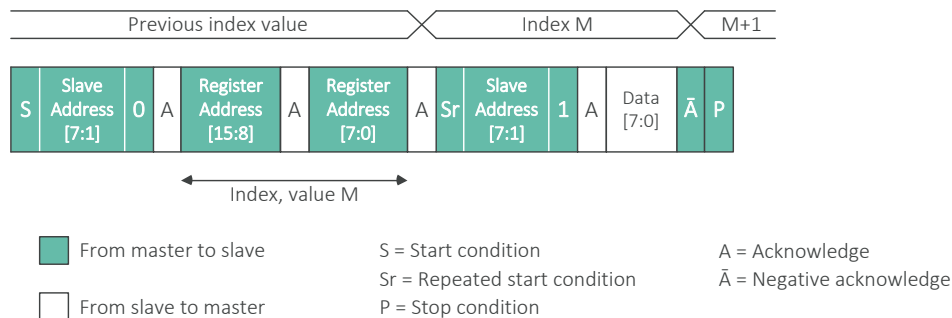 Previous index value Index M M+1
S Slave Address [7:1] 0 A Register Address [15:8] A Register Address [7:0] A Sr Slave Address [7:1] 1 A Data [7:0] Ā P
Index, value M
From master to slave S = Start condition A = Acknowledge
Sr = Repeated start condition Ā = Negative acknowledge
From slave to master P = Stop condition